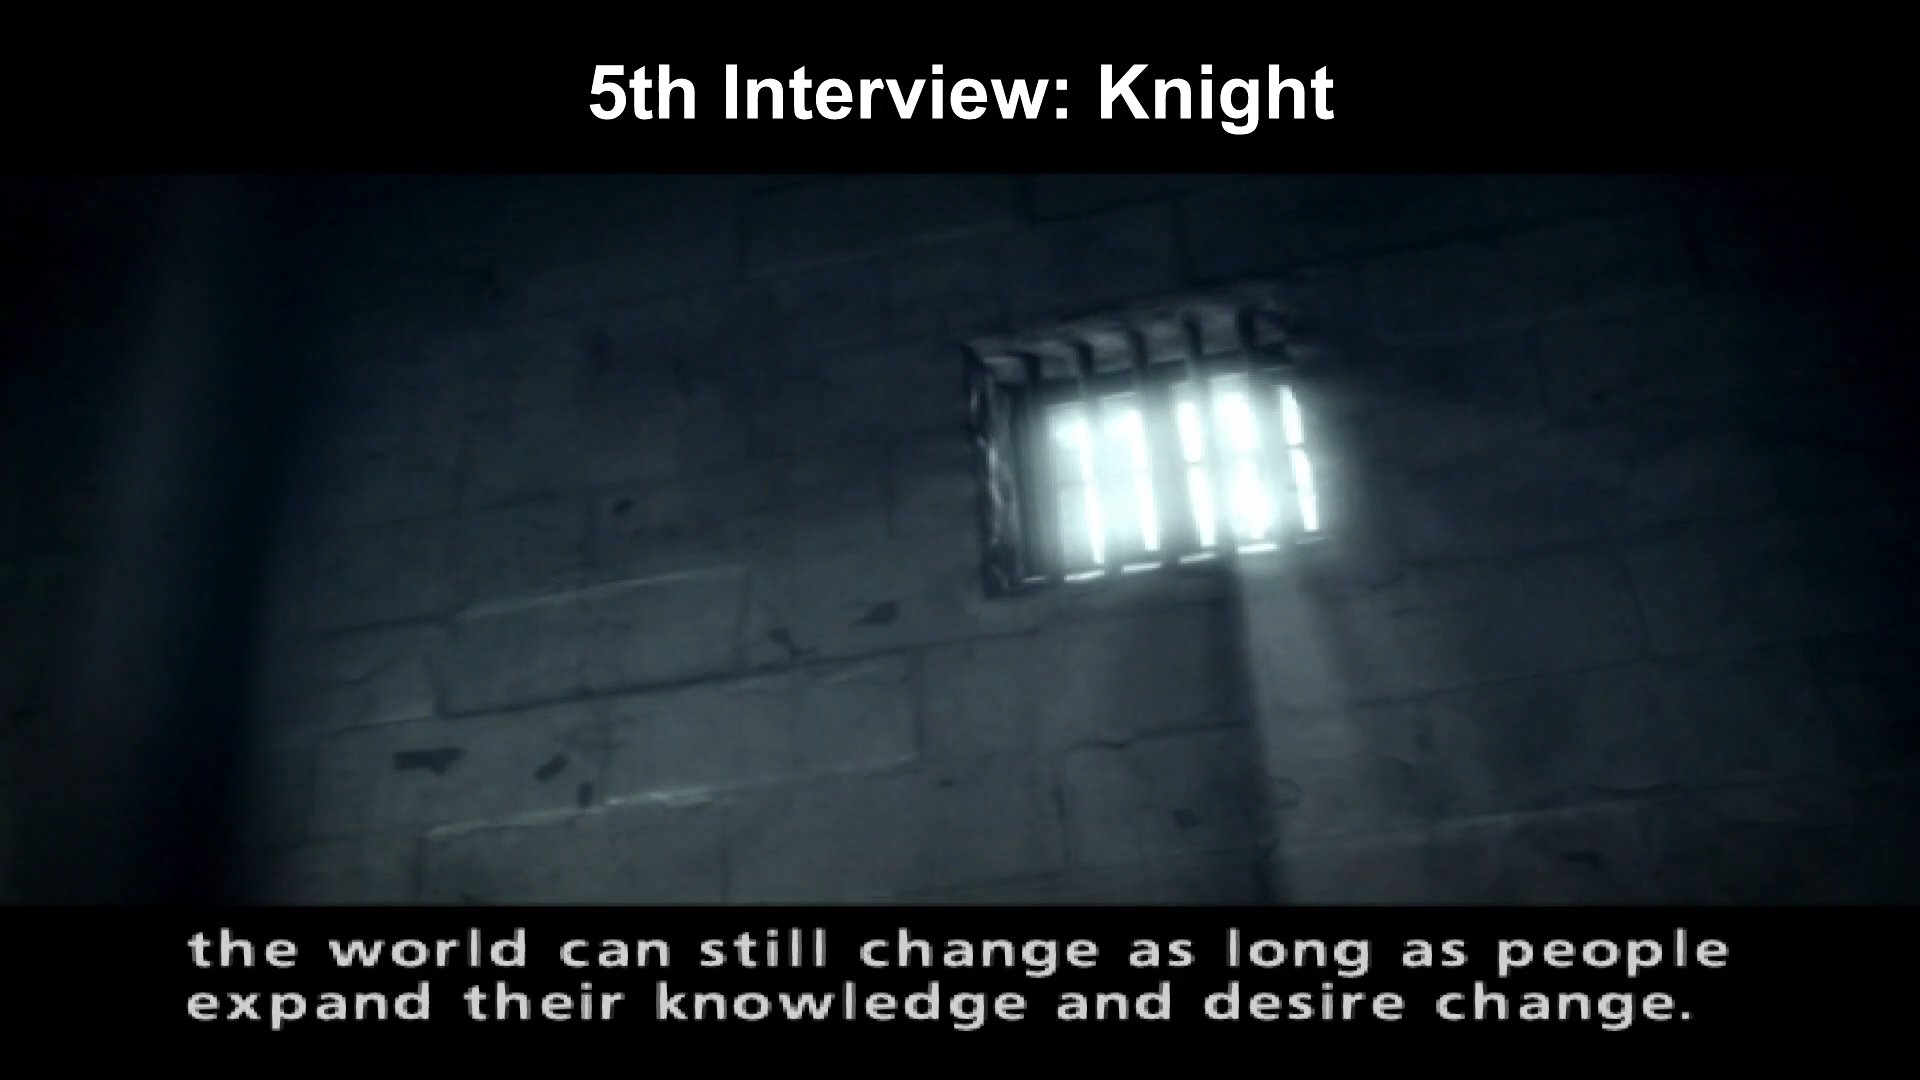 5th Interview: Knight
the world can still change as long as people
expand their knowledge and desire change.